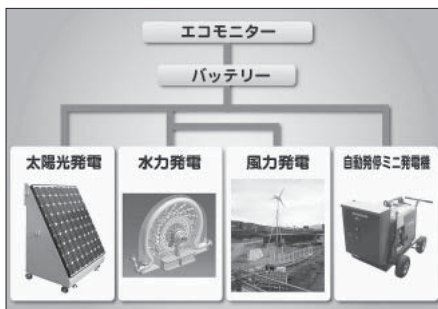 エコモニター
バッテリー
太陽光発電
水力発電
風力発電
自動発停ミニ発電機